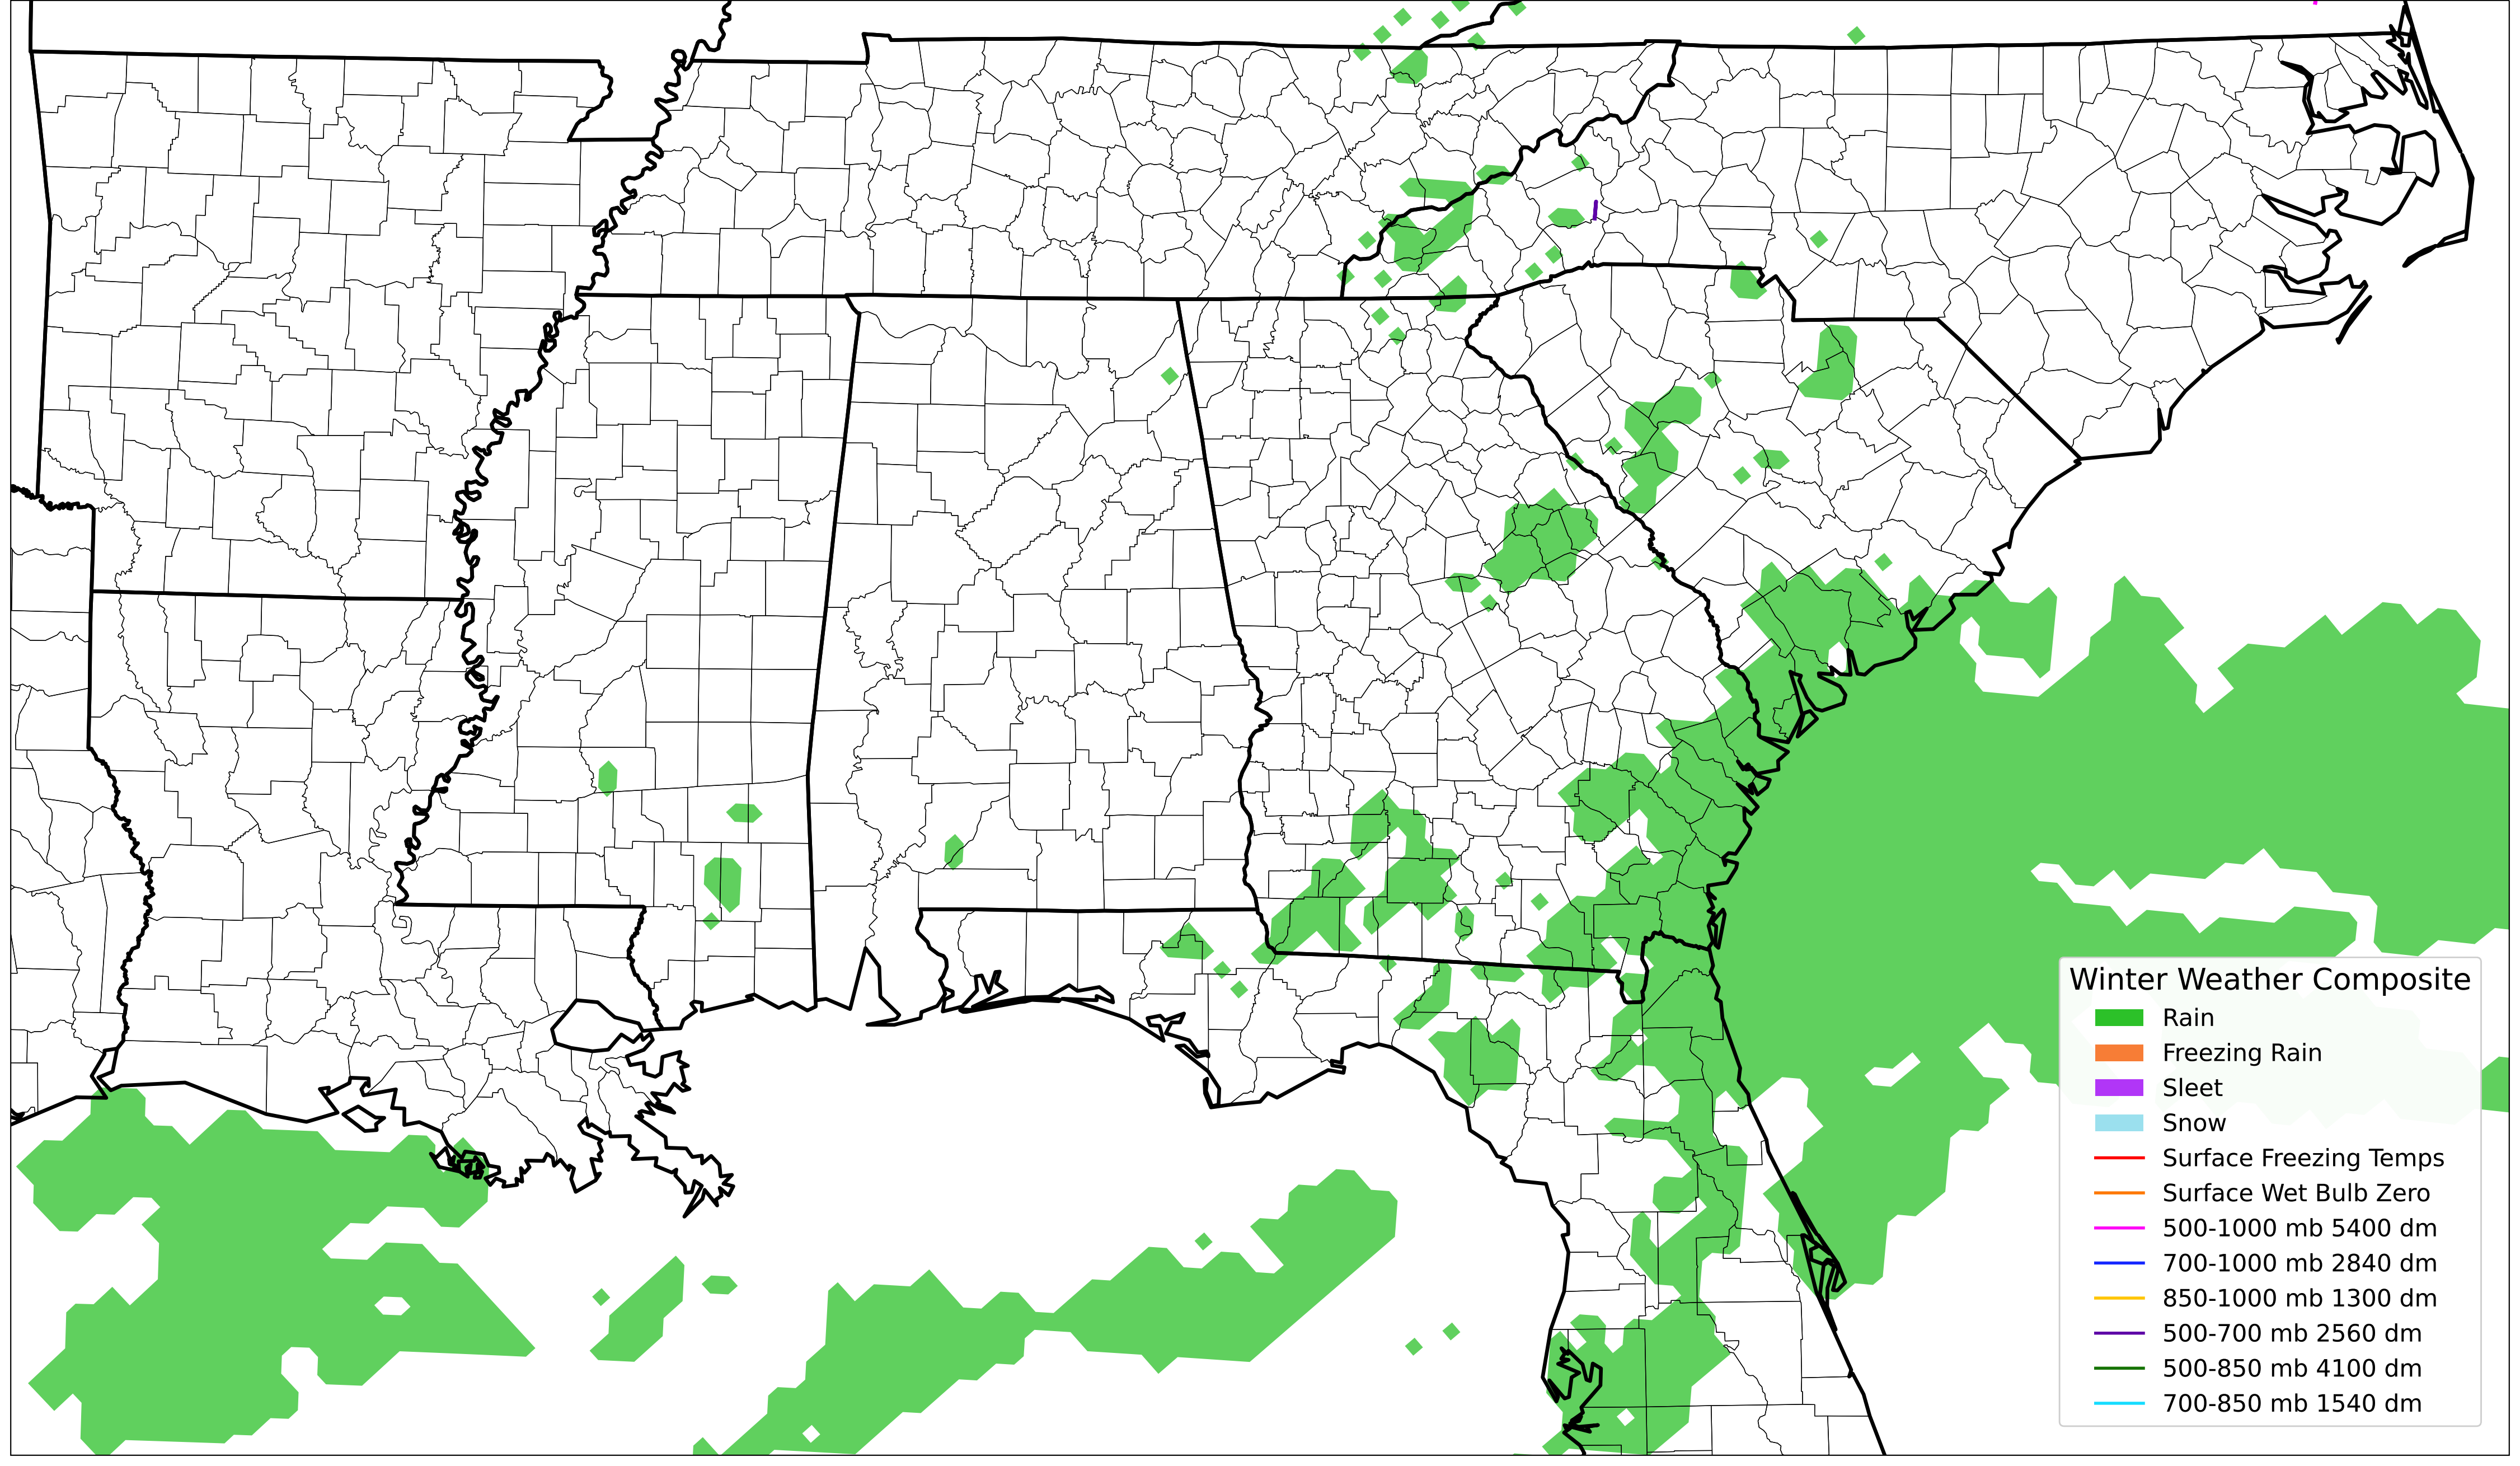 Winter Weather Composite
Rain
Freezing Rain
Sleet
Snow
Surface Freezing Temps
Surface Wet Bulb Zero
500-1000 mb 5400 dm
700-1000 mb 2840 dm
850-1000 mb 1300 dm
500-700 mb 2560 dm
500-850 mb 4100 dm
700-850 mb 1540 dm